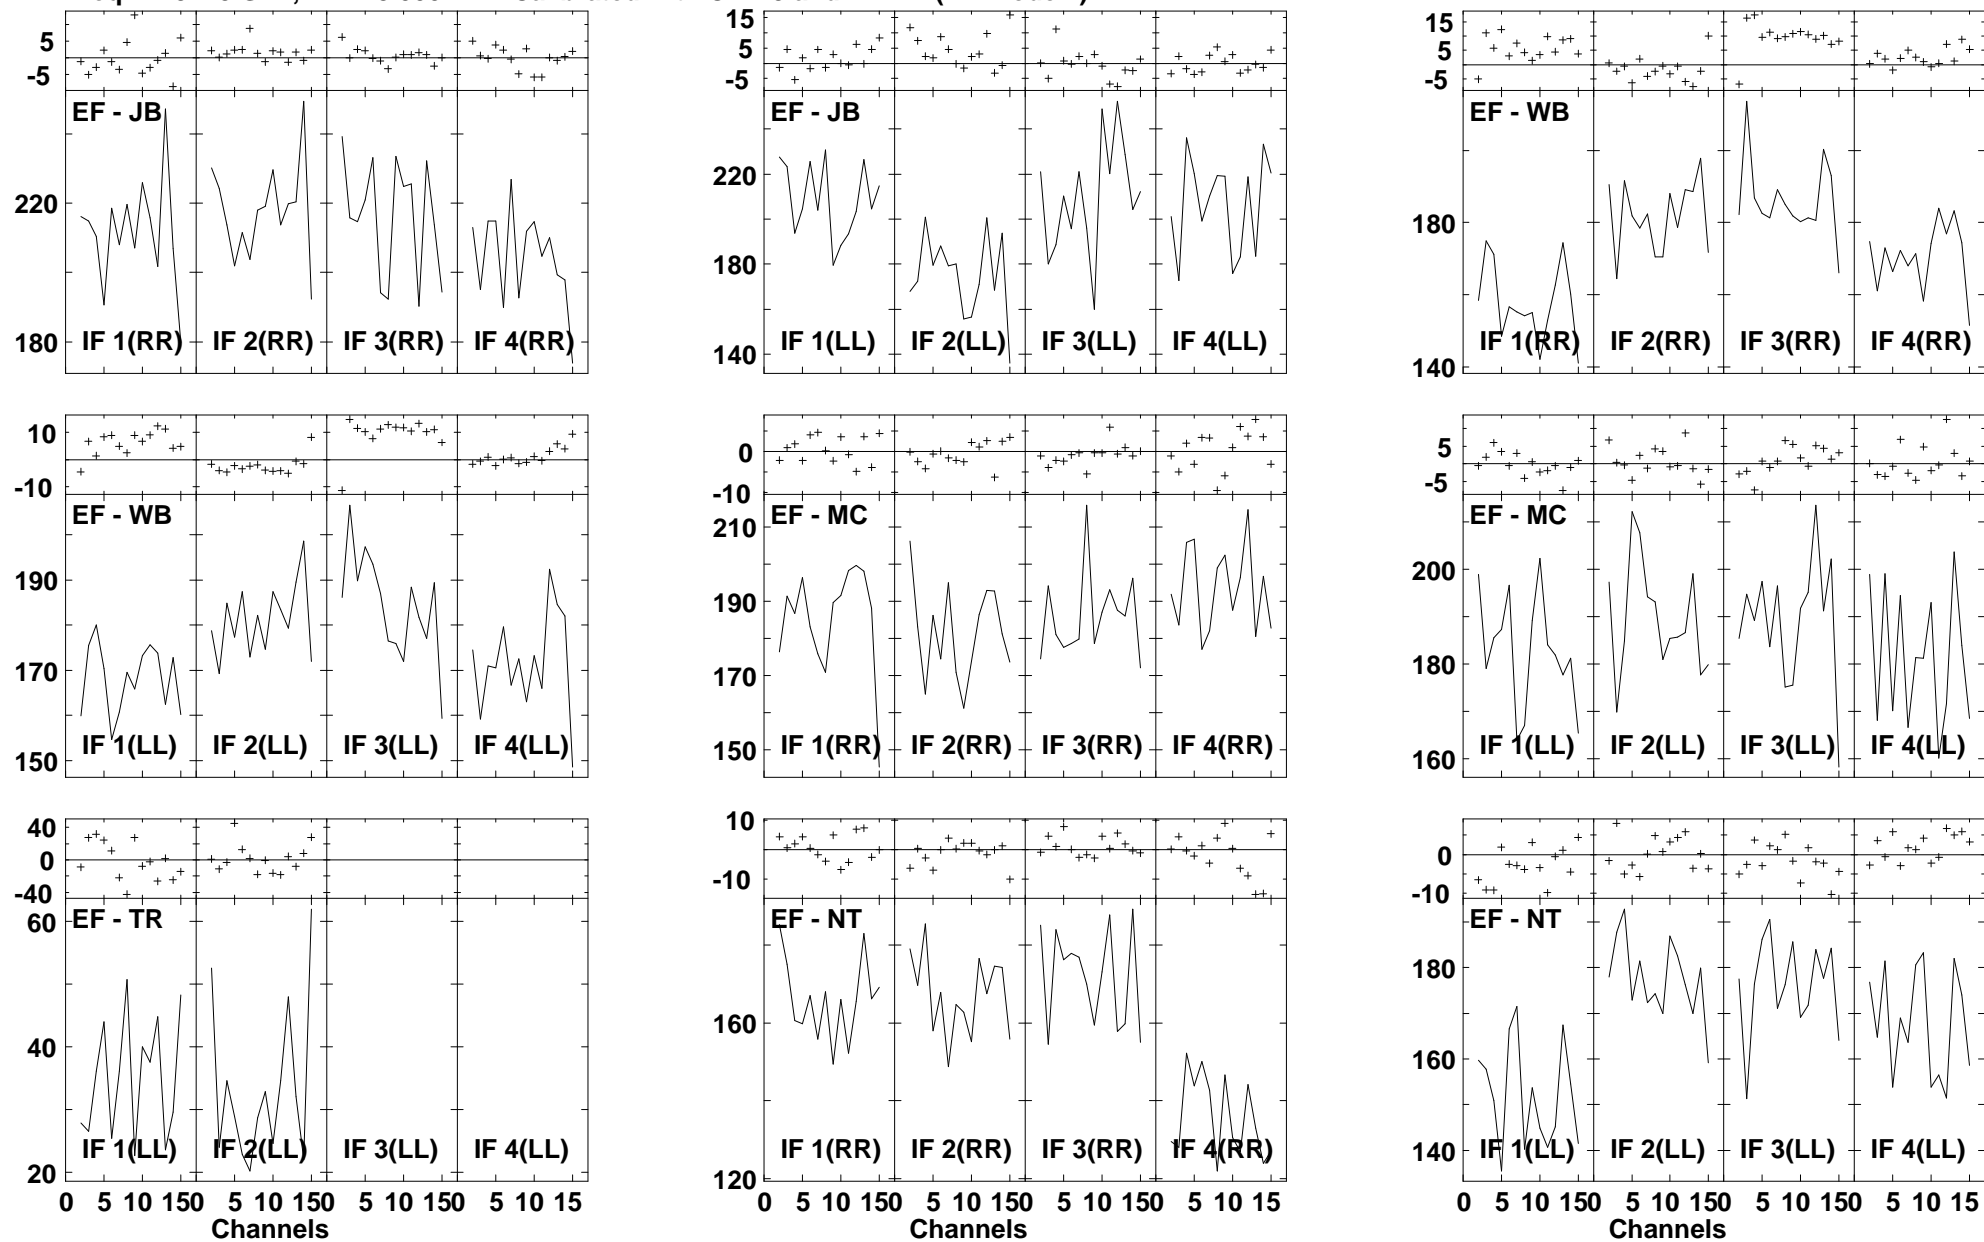 5 15 15
-5 5 5
-5 -5
EF - JB EF - JB EF - WB
220 220 180
180
180 140 140
IF 1(RR) IF 2(RR) IF 3(RR) IF 4(RR) IF 1(LL) IF 2(LL) IF 3(LL) IF 4(LL) IF 1(RR) IF 2(RR) IF 3(RR) IF 4(RR)
10 0 5
-10 -10 -5
EF - WB EF - MC EF - MC
190 210 200
170 190 180
150 170 160
150
IF 1(LL) IF 2(LL) IF 3(LL) IF 4(LL) IF 1(RR) IF 2(RR) IF 3(RR) IF 4(RR) IF 1(LL) IF 2(LL) IF 3(LL) IF 4(LL)
40 10 0
0 -10 -10
-40
EF - TR EF - NT EF - NT
60 160 180
40 120 160
20 140
IF 1(LL) IF 2(LL) IF 3(LL) IF 4(LL) IF 1(RR) IF 2(RR) IF 3(RR) IF 4(RR) IF 1(LL) IF 2(LL) IF 3(LL) IF 4(LL)
0 5 10 150 5 10 150 5 10 150 5 10 15 0 5 10 150 5 10 150 5 10 150 5 10 15 0 5 10 150 5 10 150 5 10 150 5 10 15
Channels Channels Channels